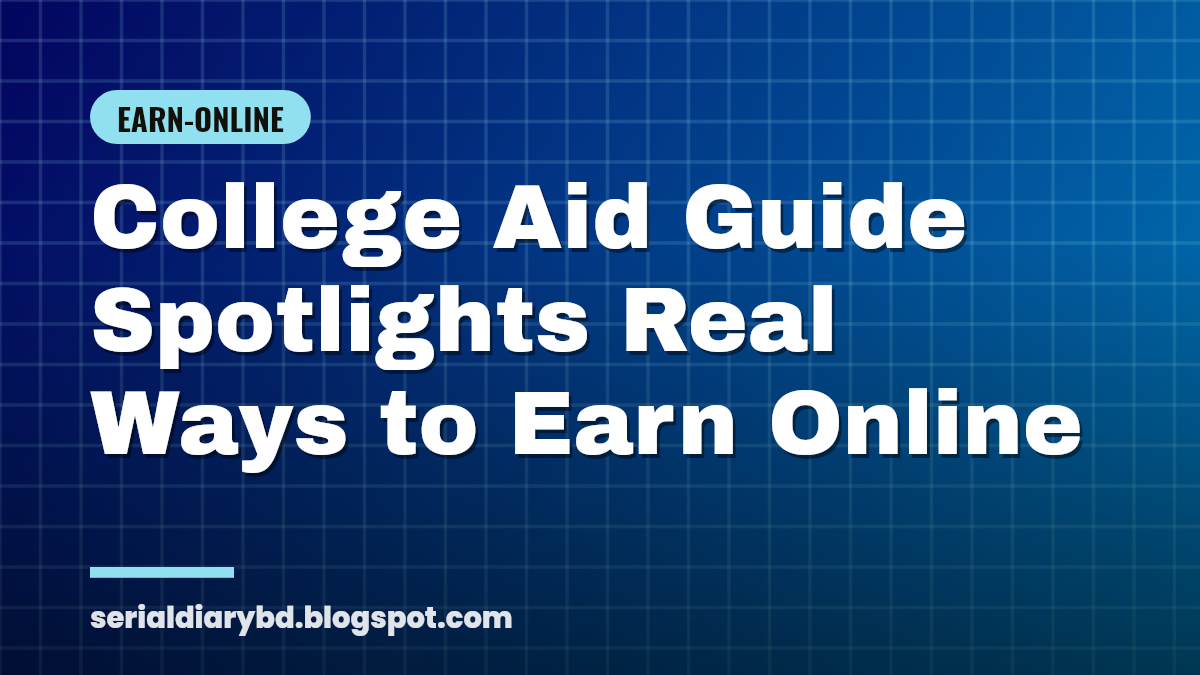 EARN-ONLINE
College Aid Guide
Spotlights Real
Ways to Earn Online
serialdiarybd.blogspot.com